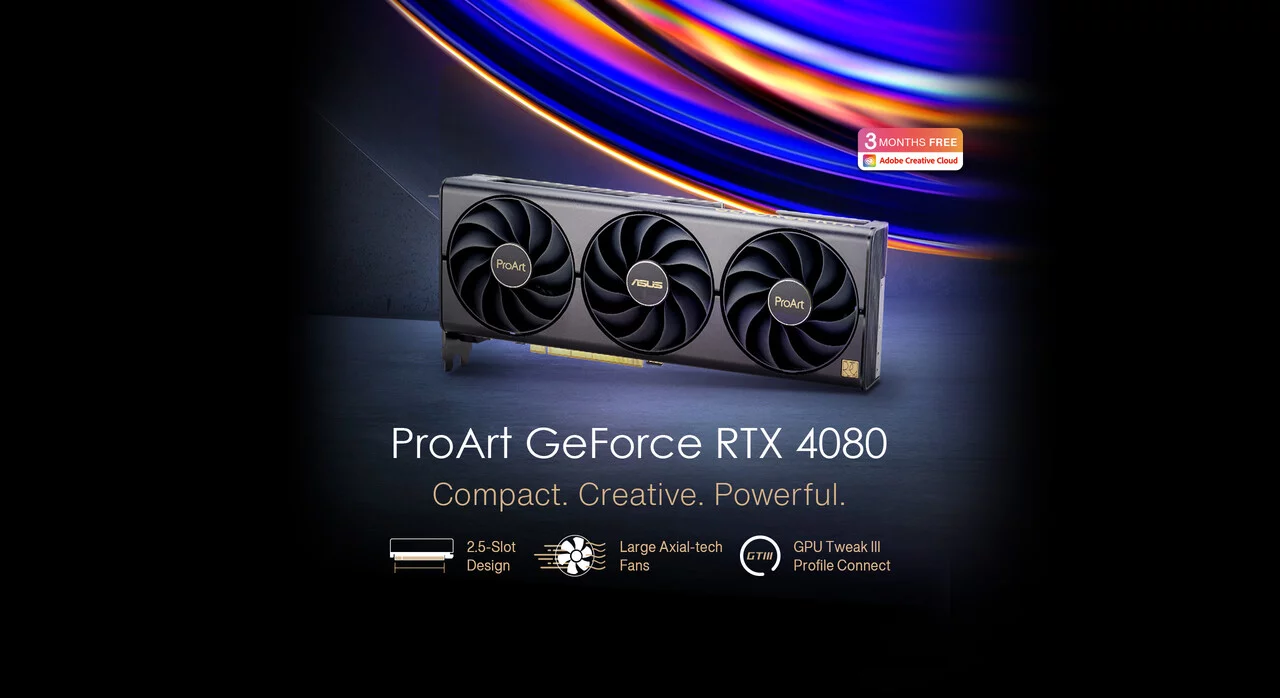 3 MONTHS FREE
Adobe Creative Cloud
ProArt
ASUS
ProArt
ProArt GeForce RTX 4080
Compact. Creative. Powerful.
2.5-Slot
Design
Large Axial-tech
Fans
GTIII
GPU Tweak III
Profile Connect